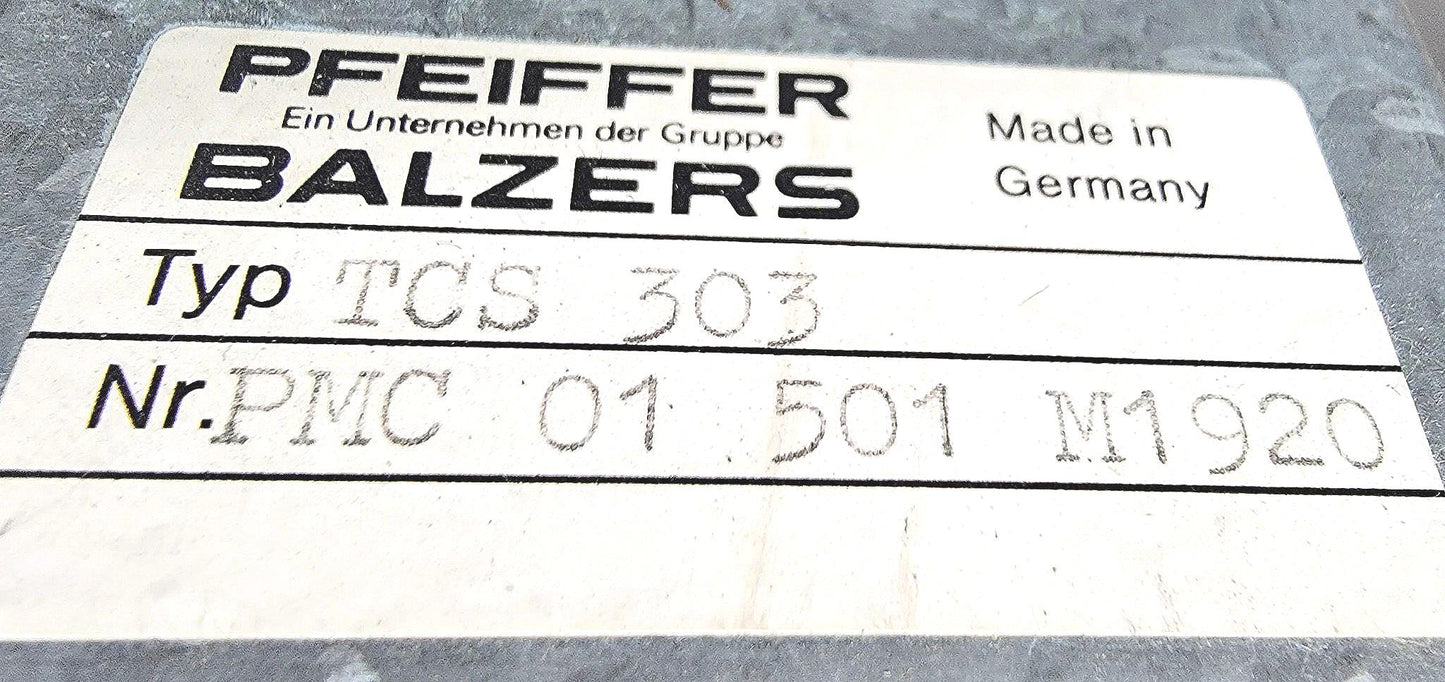 PFEIFFER
Ein Unternehmen der Gruppe
BALZERS
Made in
Germany
Typ TCS 303
Nr. PMC 01 501 M1920